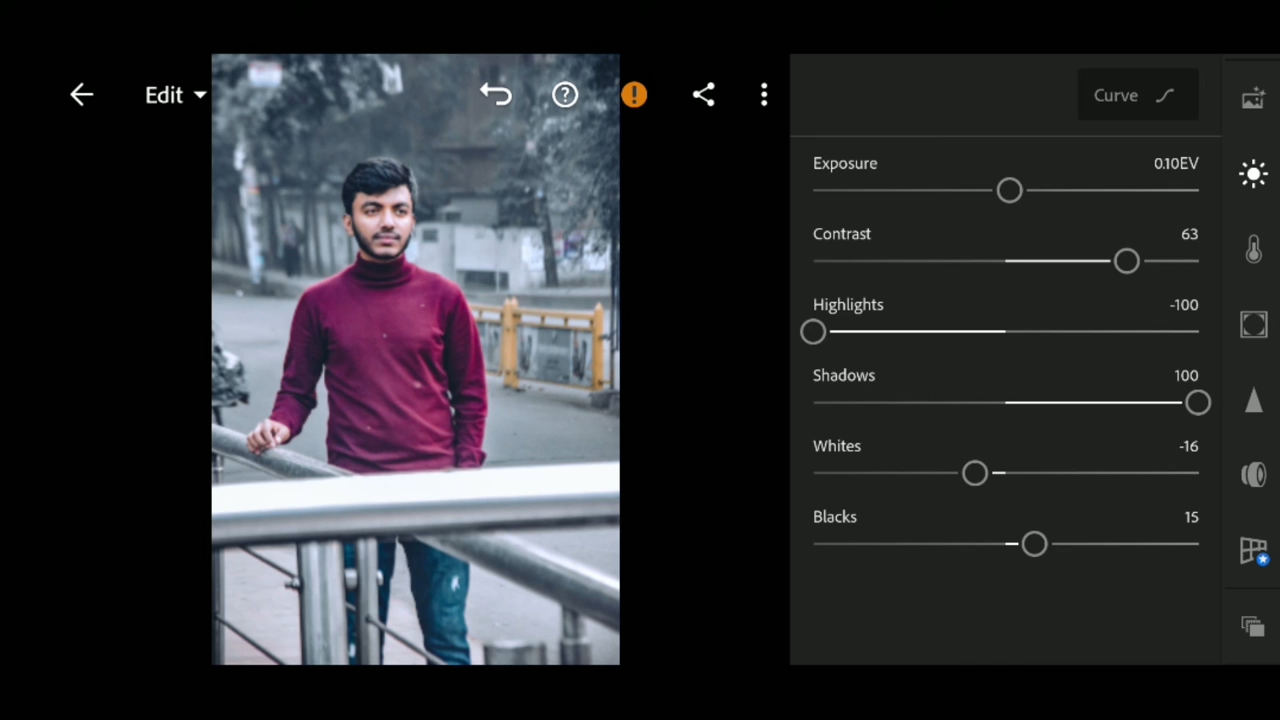 Edit
Curve
Exposure 0.10EV
Contrast 63
Highlights -100
Shadows 100
Whites -16
Blacks 15